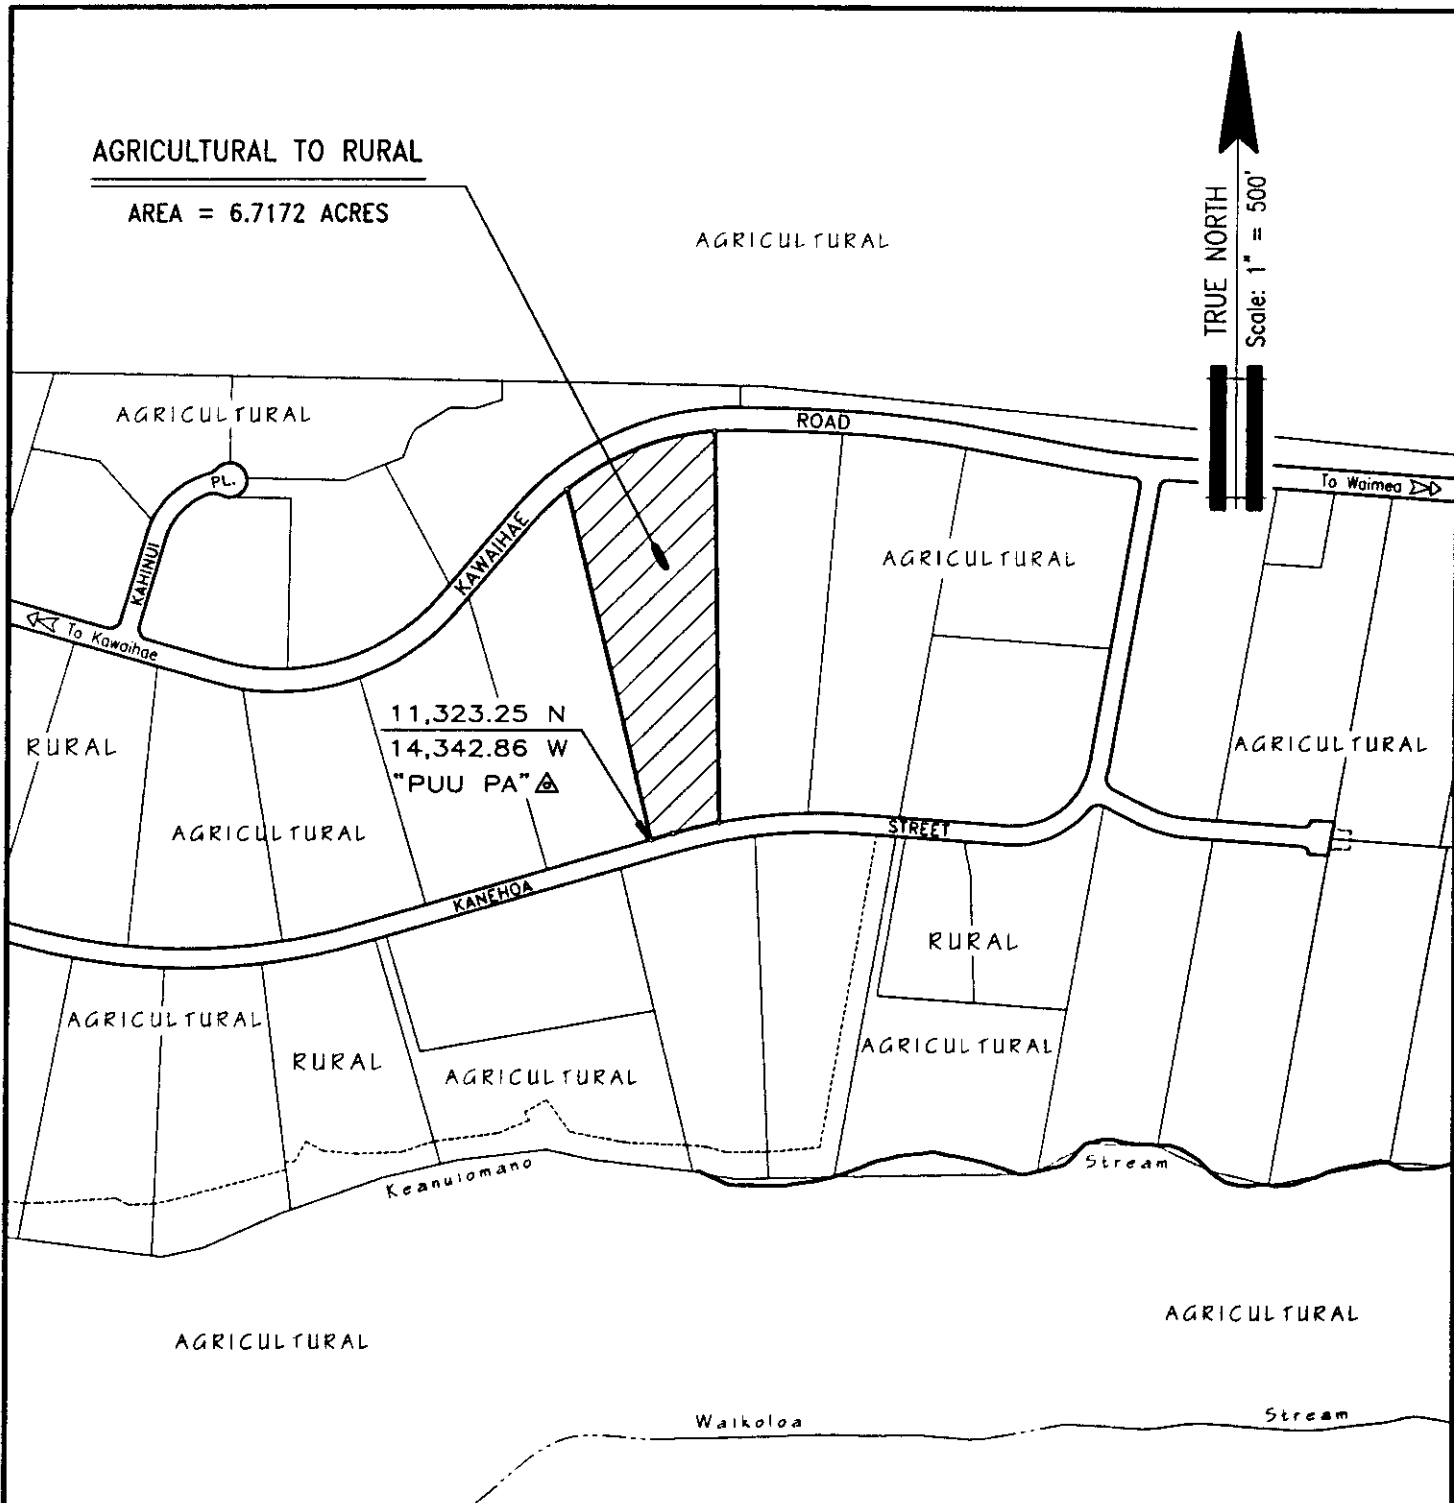 AGRICULTURAL TO RURAL
AREA = 6.7172 ACRES
AGRICULTURAL
TRUE NORTH
Scale: 1" = 500'
AGRICULTURAL
ROAD
PL.
To Waimea
KAWAIHAE
AGRICULTURAL
KAHINUI
To Kawaihae
11,323.25 N
14,342.86 W
"PUU PA"
RURAL
AGRICULTURAL
AGRICULTURAL
STREET
KANEHOA
RURAL
AGRICULTURAL
RURAL
AGRICULTURAL
AGRICULTURAL
Keanuiomano
Stream
AGRICULTURAL
AGRICULTURAL
Waikoloa
Stream